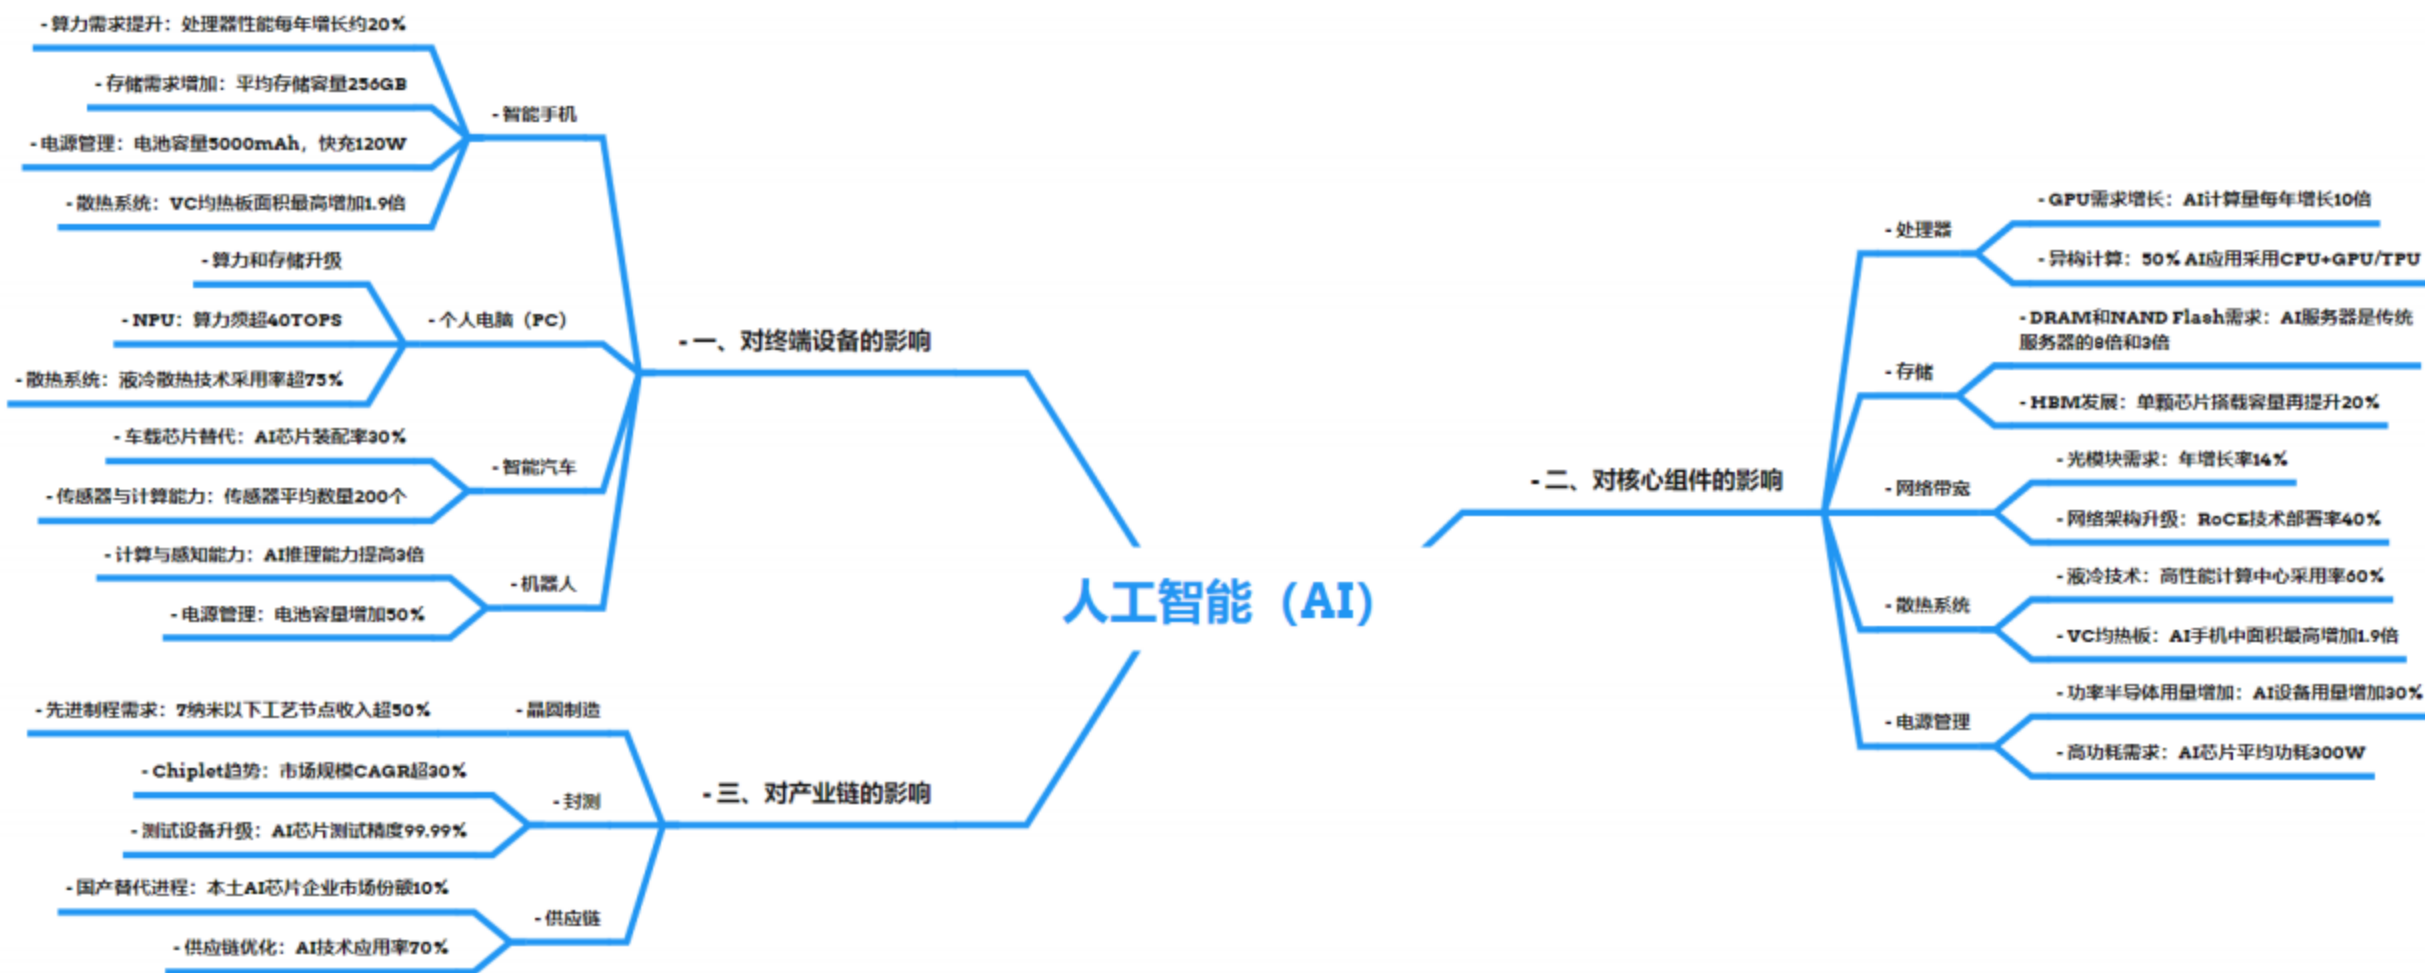 人工智能（AI）
- 一、对终端设备的影响
- 智能手机
- 算力需求提升：处理器性能每年增长约20%
- 存储需求增加：平均存储容量256GB
- 电源管理：电池容量5000mAh，快充120W
- 散热系统：VC均热板面积最高增加1.9倍
- 个人电脑（PC）
- 算力和存储升级
- NPU：算力须超40TOPS
- 散热系统：液冷散热技术采用率超75%
- 智能汽车
- 车载芯片替代：AI芯片装配率30%
- 传感器与计算能力：传感器平均数量200个
- 机器人
- 计算与感知能力：AI推理能力提高3倍
- 电源管理：电池容量增加50%
- 二、对核心组件的影响
- 处理器
- GPU需求增长：AI计算量每年增长10倍
- 异构计算：50% AI应用采用CPU+GPU/TPU
- 存储
- DRAM和NAND Flash需求：AI服务器是传统
服务器的8倍和3倍
- HBM发展：单颗芯片搭载容量再提升20%
- 网络带宽
- 光模块需求：年增长率14%
- 网络架构升级：RoCE技术部署率40%
- 散热系统
- 液冷技术：高性能计算中心采用率60%
- VC均热板：AI手机中面积最高增加1.9倍
- 电源管理
- 功率半导体用量增加：AI设备用量增加30%
- 高功耗需求：AI芯片平均功耗300W
- 三、对产业链的影响
- 晶圆制造
- 先进制程需求：7纳米以下工艺节点收入超50%
- 封测
- Chiplet趋势：市场规模CAGR超30%
- 测试设备升级：AI芯片测试精度99.99%
- 供应链
- 国产替代进程：本土AI芯片企业市场份额10%
- 供应链优化：AI技术应用率70%